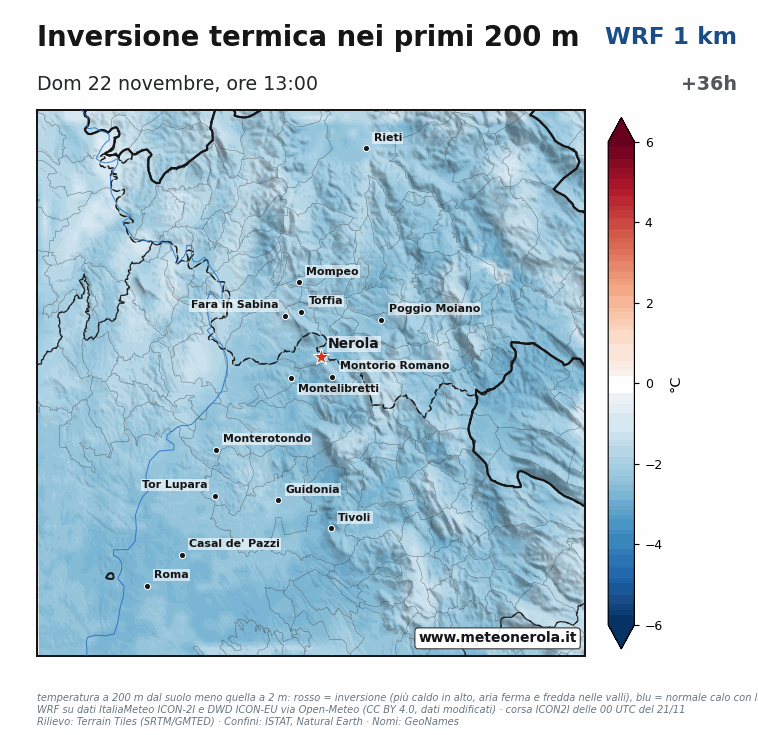 Inversione termica nei primi 200 m
WRF 1 km
Dom 22 novembre, ore 13:00
+36h
Rieti
Mompeo
Toffia
Fara in Sabina
Poggio Moiano
Nerola
Montorio Romano
Montelibretti
Monterotondo
Tor Lupara
Guidonia
Tivoli
Casal de' Pazzi
Roma
www.meteonerola.it
6
4
2
0
−2
−4
−6
°C
temperatura a 200 m dal suolo meno quella a 2 m: rosso = inversione (più caldo in alto, aria ferma e fredda nelle valli), blu = normale calo con l
WRF su dati ItaliaMeteo ICON-2I e DWD ICON-EU via Open-Meteo (CC BY 4.0, dati modificati) · corsa ICON2I delle 00 UTC del 21/11
Rilievo: Terrain Tiles (SRTM/GMTED) · Confini: ISTAT, Natural Earth · Nomi: GeoNames